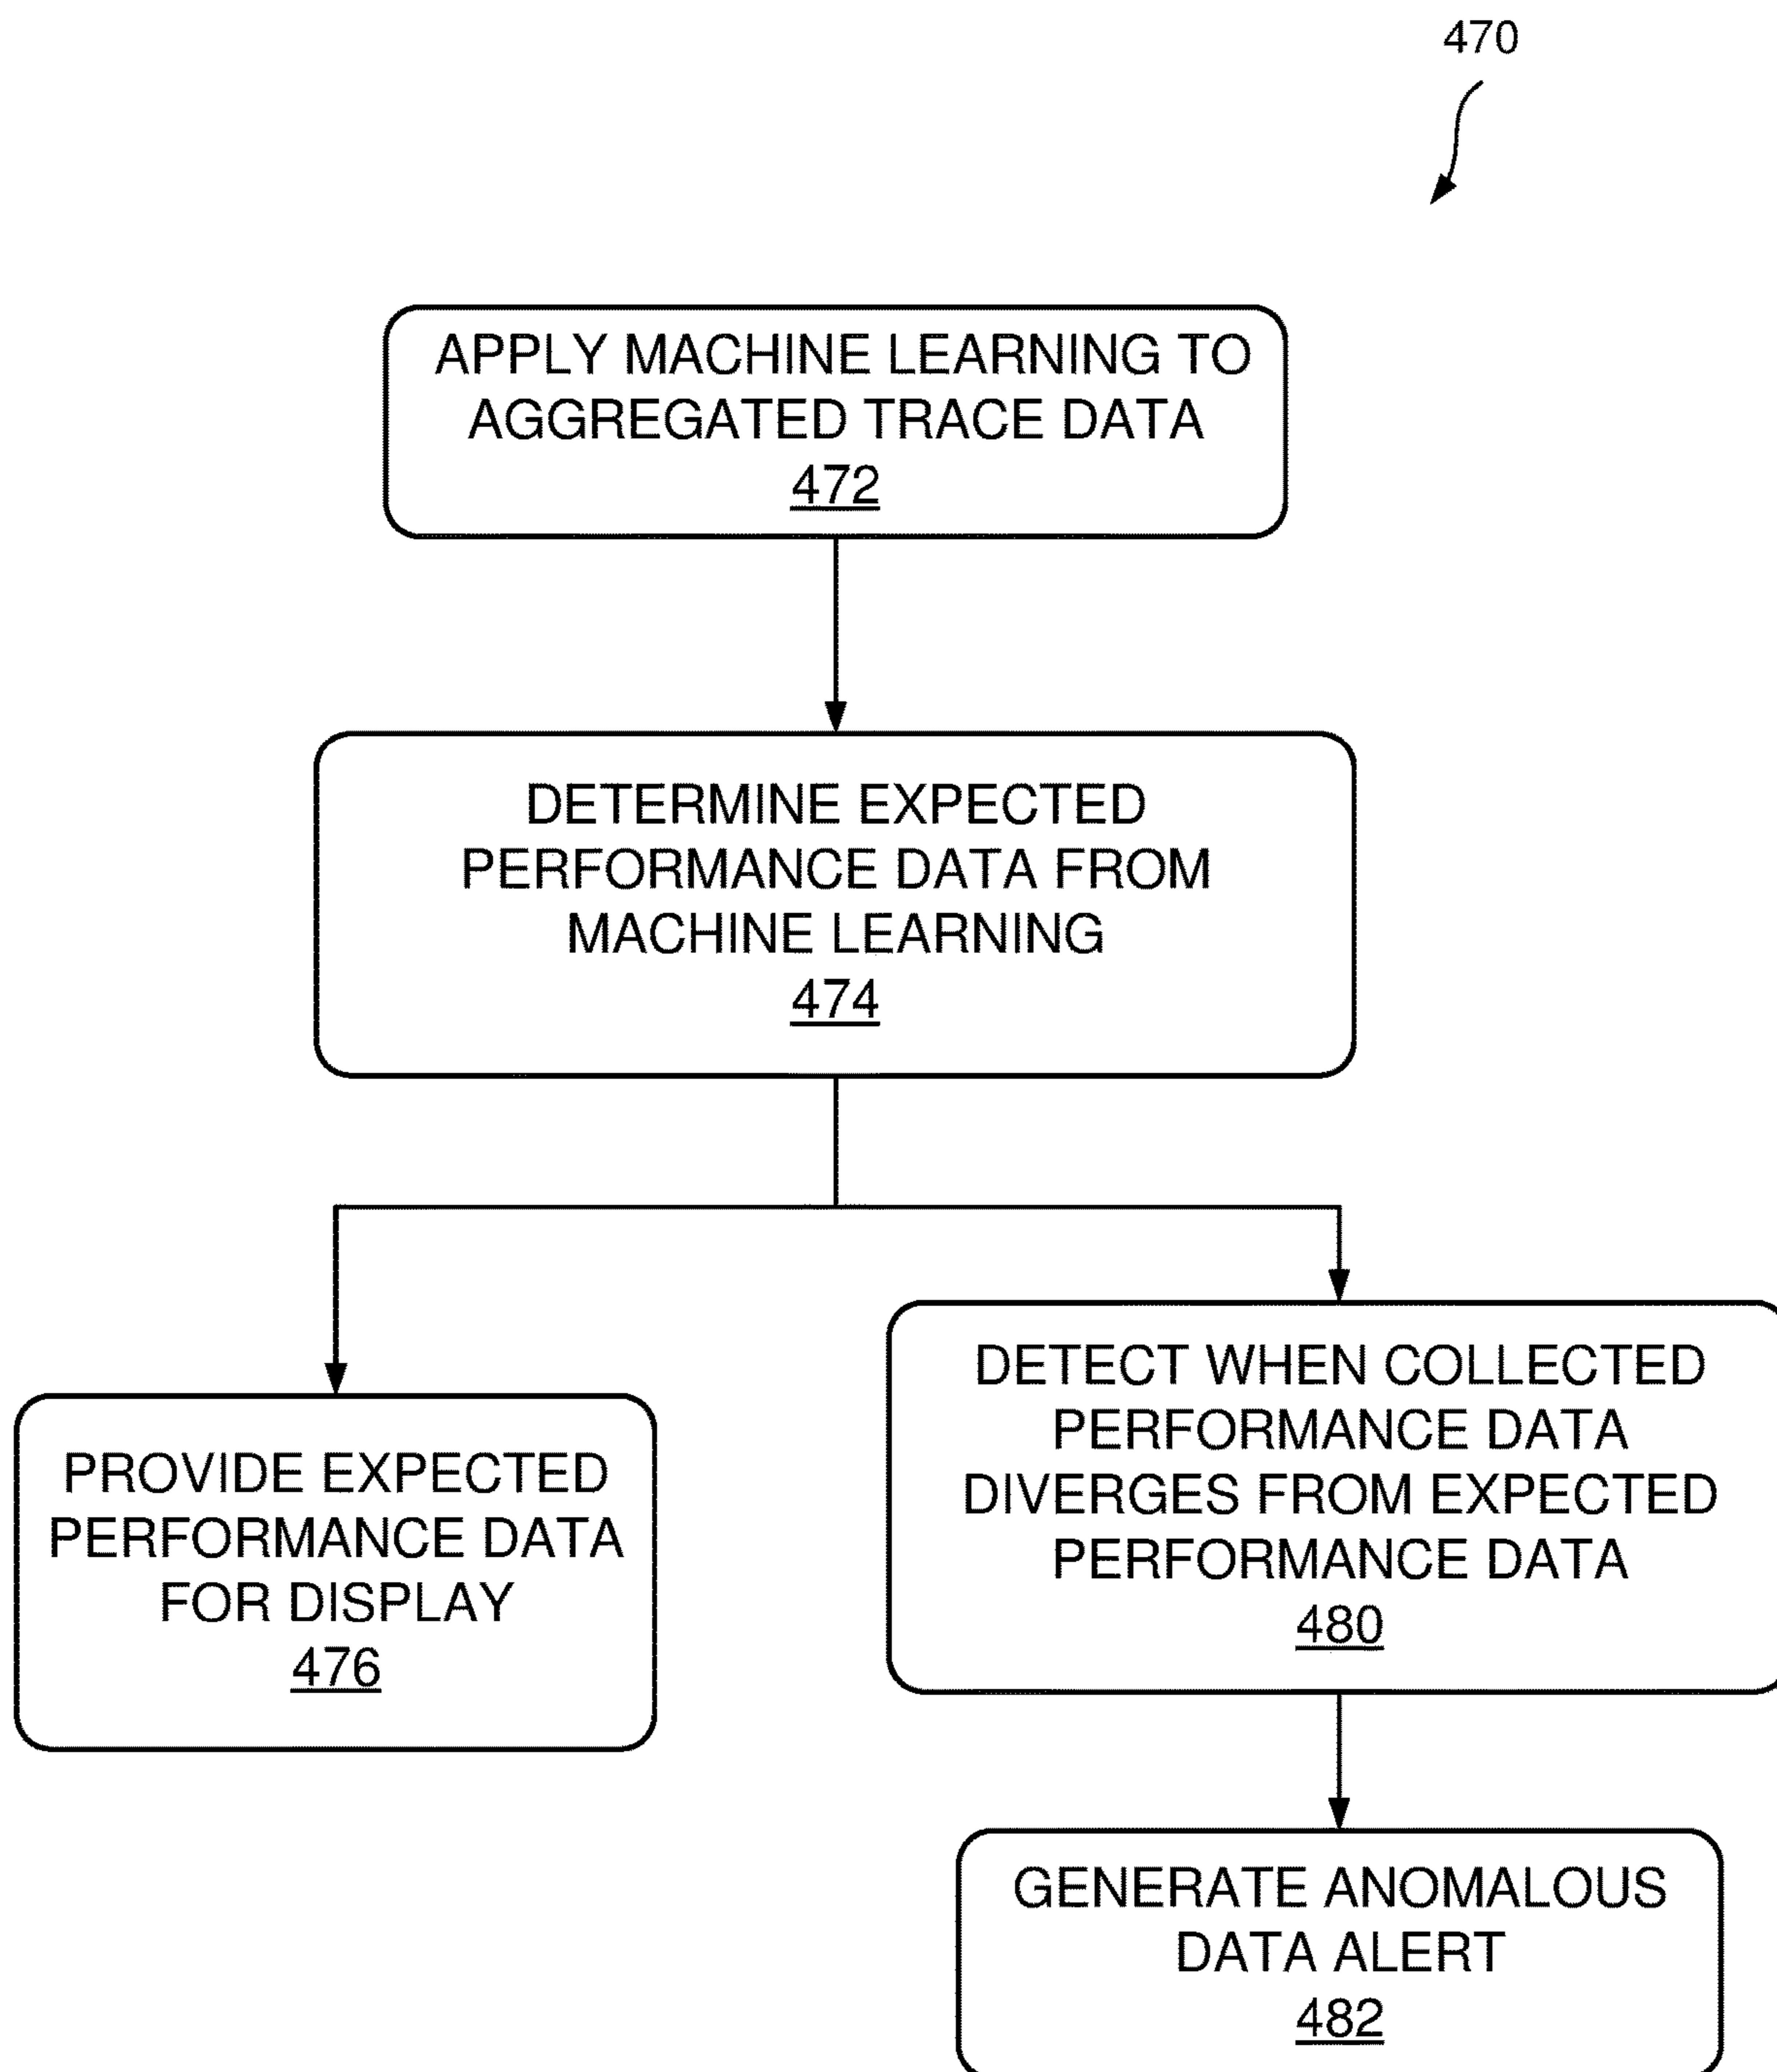 470
APPLY MACHINE LEARNING TO
AGGREGATED TRACE DATA
472
DETERMINE EXPECTED
PERFORMANCE DATA FROM
MACHINE LEARNING
474
PROVIDE EXPECTED
PERFORMANCE DATA
FOR DISPLAY
476
DETECT WHEN COLLECTED
PERFORMANCE DATA
DIVERGES FROM EXPECTED
PERFORMANCE DATA
480
GENERATE ANOMALOUS
DATA ALERT
482